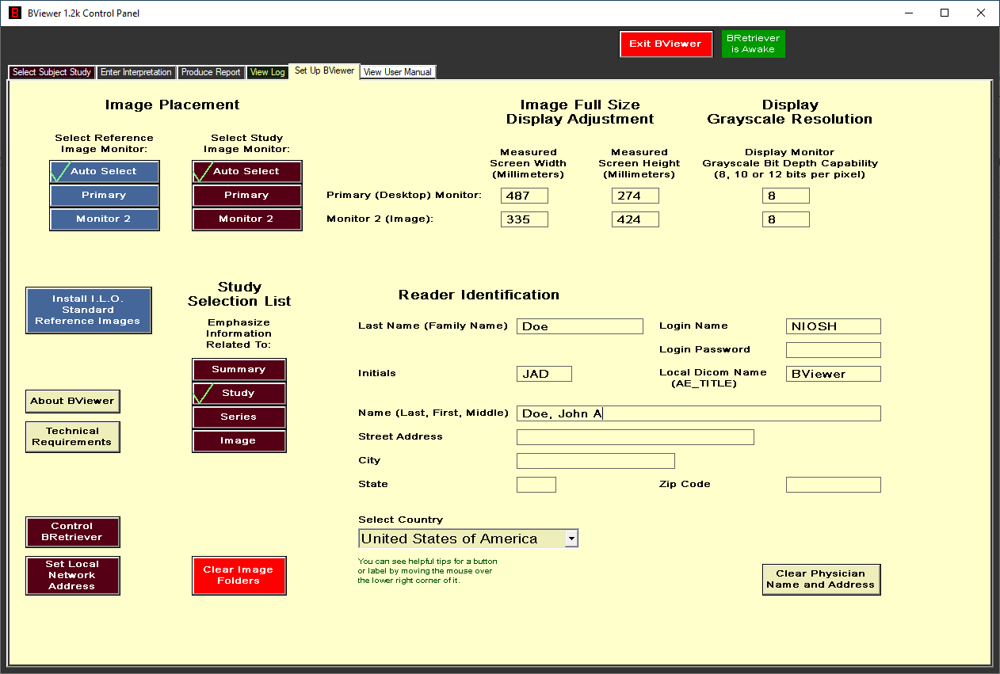 BViewer 1.2k Control Panel
Exit BViewer
BRetriever
is Awake
Select Subject Study
Enter Interpretation
Produce Report
View Log
Set Up BViewer
View User Manual
Image Placement
Select Reference
Image Monitor:
Auto Select
Primary
Monitor 2
Select Study
Image Monitor:
Auto Select
Primary
Monitor 2
Image Full Size
Display Adjustment
Display
Grayscale Resolution
Measured
Screen Width
(Millimeters)
Measured
Screen Height
(Millimeters)
Display Monitor
Grayscale Bit Depth Capability
(8, 10 or 12 bits per pixel)
Primary (Desktop) Monitor: 487 274 8
Monitor 2 (Image): 335 424 8
Install I.L.O.
Standard
Reference Images
About BViewer
Technical
Requirements
Control
BRetriever
Set Local
Network
Address
Study
Selection List
Emphasize
Information
Related To:
Summary
Study
Series
Image
Clear Image
Folders
Reader Identification
Last Name (Family Name) Doe
Login Name NIOSH
Login Password
Initials JAD
Local Dicom Name BViewer
(AE_TITLE)
Name (Last, First, Middle) Doe, John A
Street Address
City
State
Zip Code
Select Country
United States of America
You can see helpful tips for a button
or label by moving the mouse over
the lower right corner of it.
Clear Physician
Name and Address